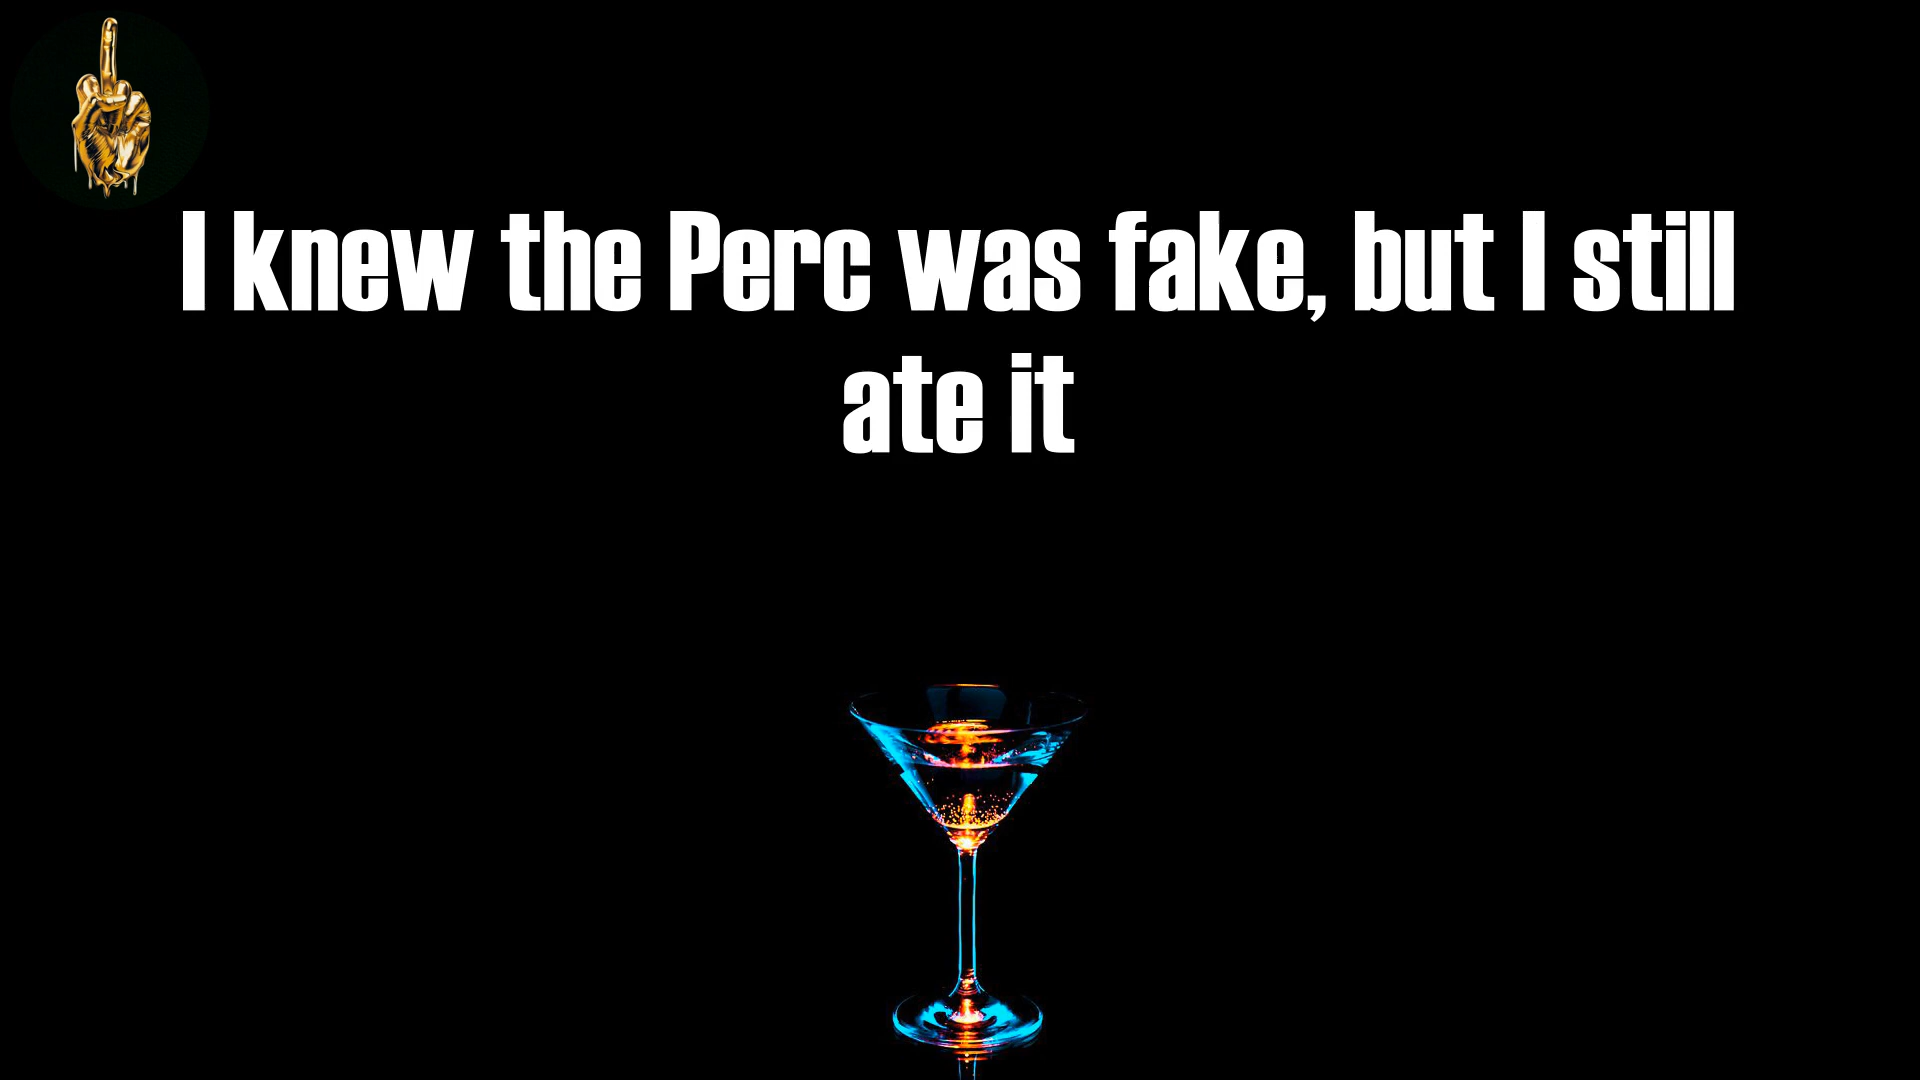 I knew the Perc was fake, but I still
ate it